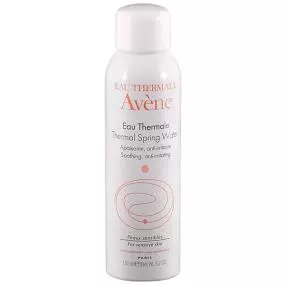 EAU THERMALE
Avène
Eau Thermale
Thermal Spring Water
Apaisante, anti-irritante
Soothing, anti-irritating
Peaux sensibles
For sensitive skin
PARIS